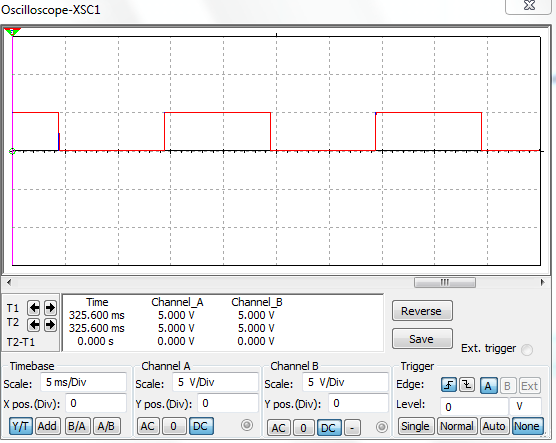 Oscilloscope-XSC1
T1
T2
T2-T1
Time Channel_A Channel_B
325.600 ms 5.000 V 5.000 V
325.600 ms 5.000 V 5.000 V
0.000 s 0.000 V 0.000 V
Reverse
Save
Ext. trigger
Timebase
Scale: 5 ms/Div
X pos.(Div): 0
Y/T Add B/A A/B
Channel A
Scale: 5 V/Div
Y pos.(Div): 0
AC 0 DC
Channel B
Scale: 5 V/Div
Y pos.(Div): 0
AC 0 DC -
Trigger
Edge: A B Ext
Level: 0 V
Single Normal Auto None